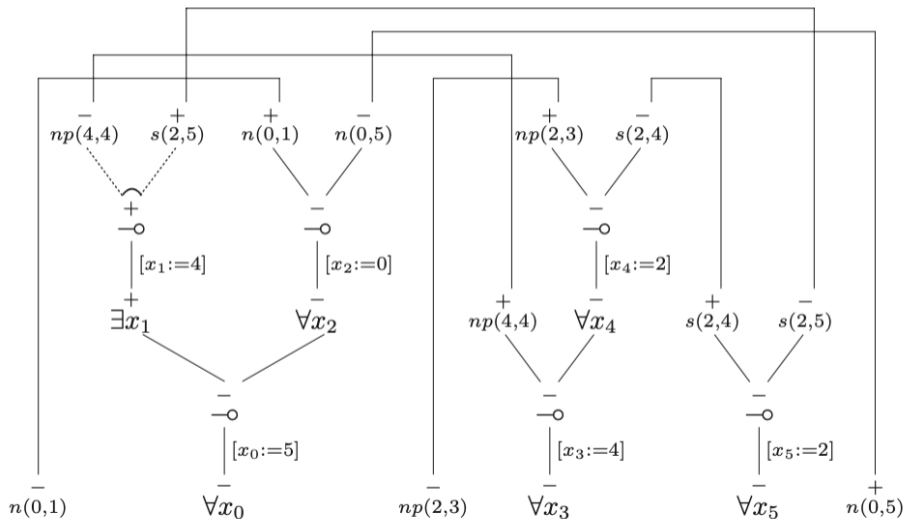 − + + − + −
np(4,4) s(2,5) n(0,1) n(0,5) np(2,3) s(2,4)
+ − −
⊸ ⊸ ⊸
[x₁:=4] [x₂:=0] [x₄:=2]
+ − + − + −
∃x₁ ∀x₂ np(4,4) ∀x₄ s(2,4) s(2,5)
− − −
⊸ ⊸ ⊸
[x₀:=5] [x₃:=4] [x₅:=2]
− − − − − +
n(0,1) ∀x₀ np(2,3) ∀x₃ ∀x₅ n(0,5)